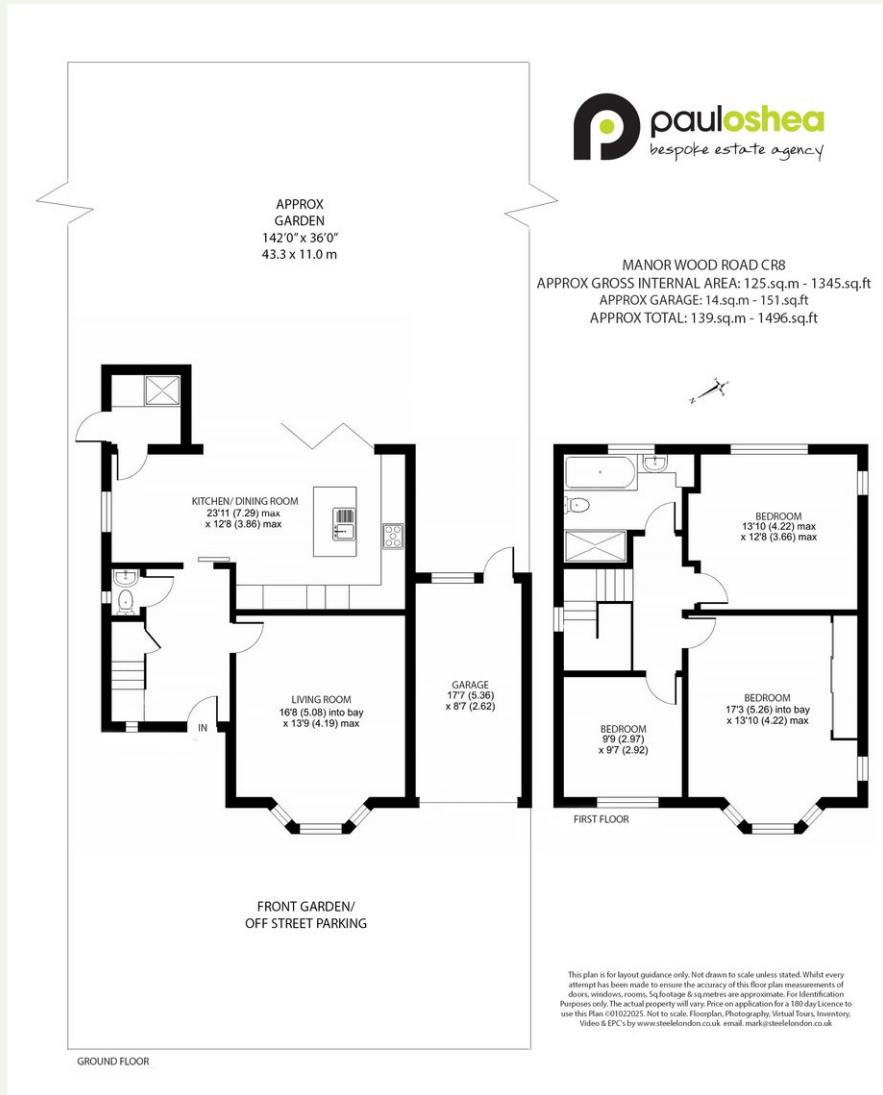 pauloshea
bespoke estate agency
APPROX
GARDEN
142'0" x 36'0"
43.3 x 11.0 m
MANOR WOOD ROAD CR8
APPROX GROSS INTERNAL AREA: 125.sq.m - 1345.sq.ft
APPROX GARAGE: 14.sq.m - 151.sq.ft
APPROX TOTAL: 139.sq.m - 1496.sq.ft
N
KITCHEN/ DINING ROOM
23'11 (7.29) max
x 12'8 (3.86) max
LIVING ROOM
16'8 (5.08) into bay
x 13'9 (4.19) max
GARAGE
17'7 (5.36)
x 8'7 (2.62)
IN
BEDROOM
13'10 (4.22) max
x 12'8 (3.66) max
BEDROOM
17'3 (5.26) into bay
x 13'10 (4.22) max
BEDROOM
9'9 (2.97)
x 9'7 (2.92)
FIRST FLOOR
FRONT GARDEN/
OFF STREET PARKING
GROUND FLOOR
This plan is for layout guidance only. Not drawn to scale unless stated. Whilst every
attempt has been made to ensure the accuracy of this floor plan measurements of
doors, windows, rooms, Sq.footage & sq.metres are approximate. For Identification
Purposes only. The actual property will vary. Price on application for a 180 day Licence to
use this Plan ©01022025. Not to scale. Floorplan, Photography, Virtual Tours, Inventory,
Video & EPC's by www.steelelondon.co.uk email. mark@steelelondon.co.uk